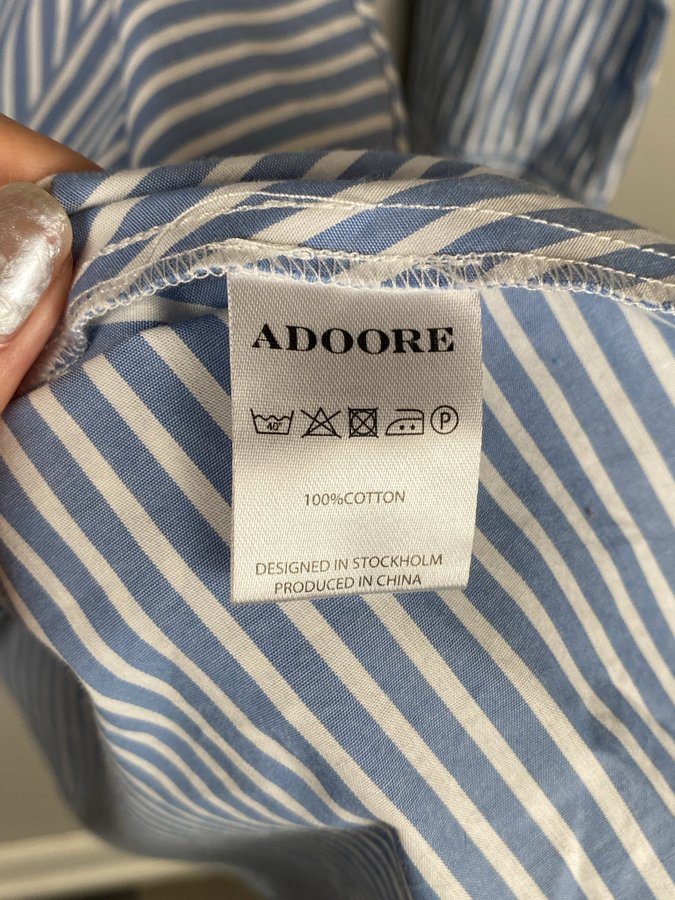 ADOORE
40° P
100%COTTON
DESIGNED IN STOCKHOLM
PRODUCED IN CHINA